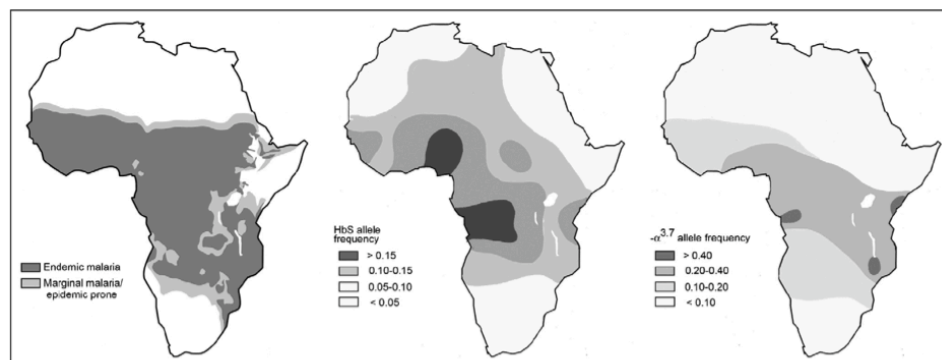 Endemic malaria
Marginal malaria/
epidemic prone
HbS allele
frequency
> 0.15
0.10-0.15
0.05-0.10
< 0.05
-α3.7 allele frequency
> 0.40
0.20-0.40
0.10-0.20
< 0.10